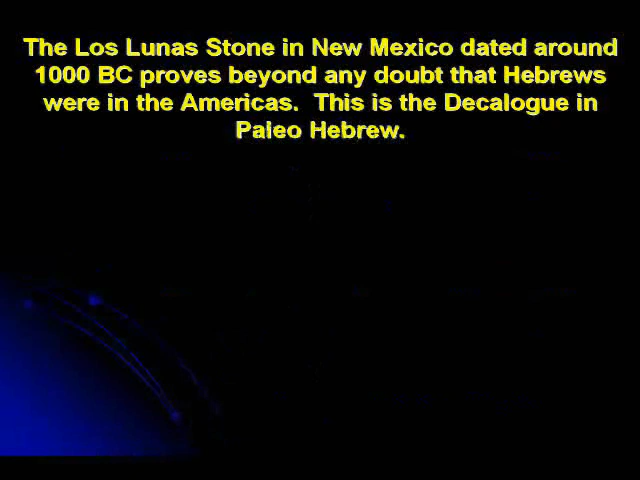 The Los Lunas Stone in New Mexico dated around
1000 BC proves beyond any doubt that Hebrews
were in the Americas.  This is the Decalogue in
Paleo Hebrew.